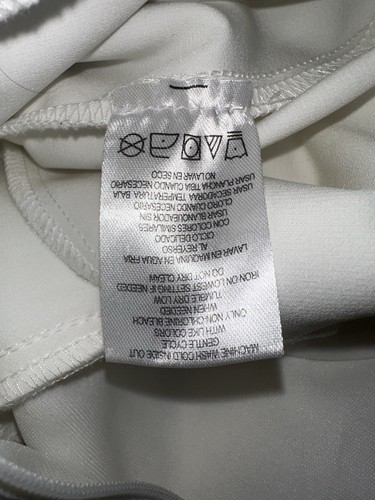 MACHINE WASH COLD INSIDE OUT
GENTLE CYCLE
WITH LIKE COLORS
ONLY NON-CHLORINE BLEACH
WHEN NEEDED
TUMBLE DRY LOW
IRON ON LOWEST SETTING IF NEEDED
DO NOT DRY CLEAN
LAVAR EN MAQUINA EN AGUA FRIA
AL REVERSO
CICLO DELICADO
CON COLORES SIMILARES
USAR BLANQUEADOR SIN
CLORO CUANDO NECESARIO
USAR SECADORA TEMPERATURA BAJA
USAR PLANCHA TIBIA CUANDO NECESARIO
NO LAVAR EN SECO